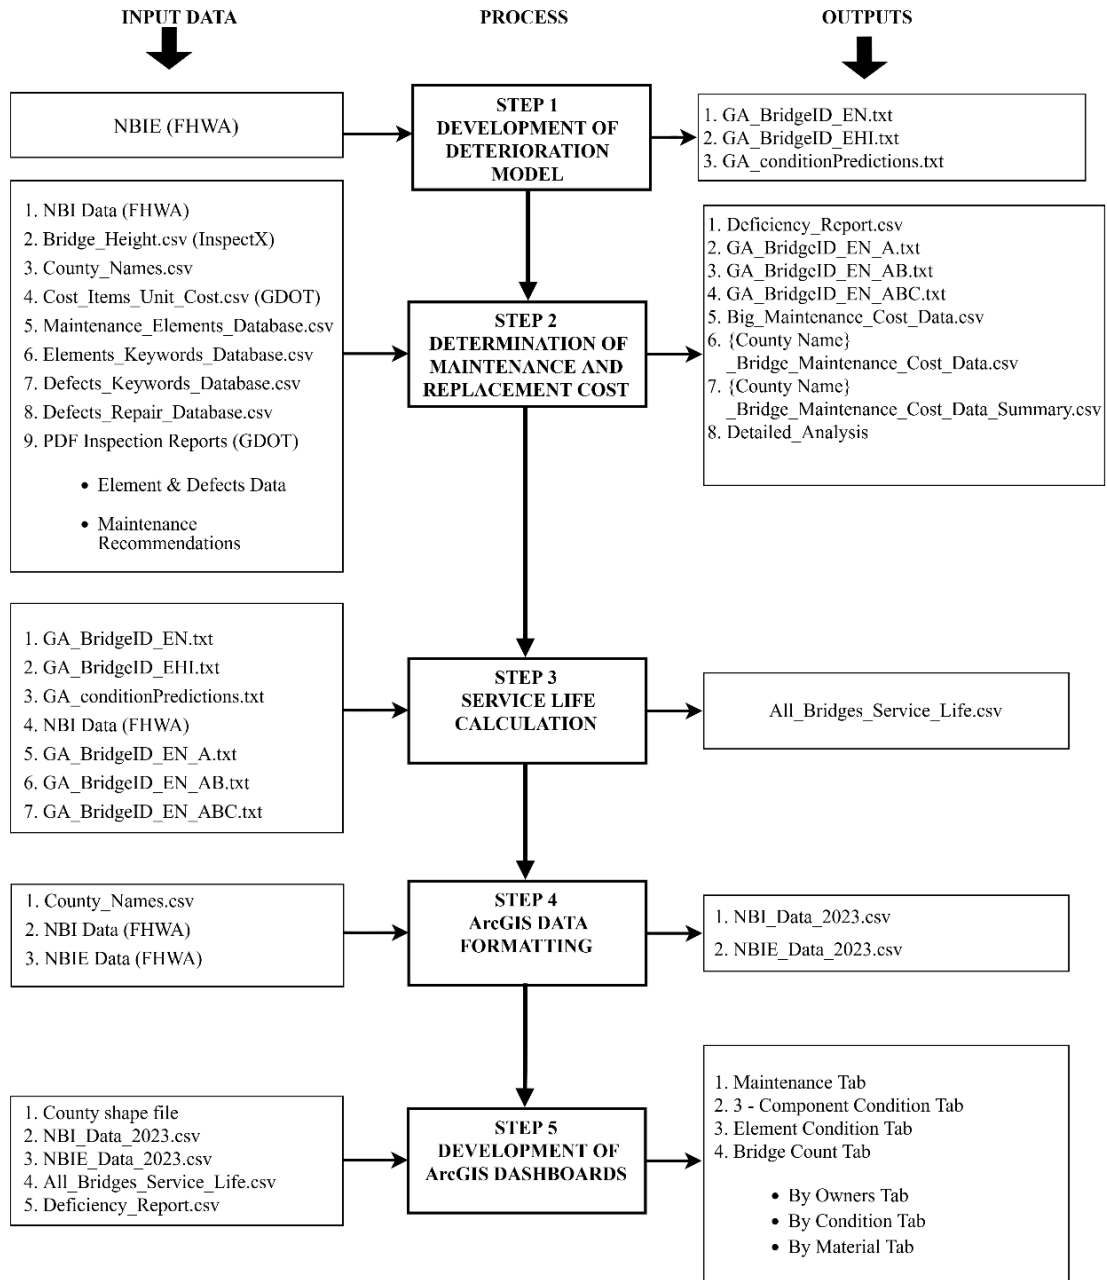 INPUT DATA
PROCESS
OUTPUTS
NBIE (FHWA)
STEP 1
DEVELOPMENT OF
DETERIORATION
MODEL
1. GA_BridgeID_EN.txt
2. GA_BridgeID_EHI.txt
3. GA_conditionPredictions.txt
1. NBI Data (FHWA)
2. Bridge_Height.csv (InspectX)
3. County_Names.csv
4. Cost_Items_Unit_Cost.csv (GDOT)
5. Maintenance_Elements_Database.csv
6. Elements_Keywords_Database.csv
7. Defects_Keywords_Database.csv
8. Defects_Repair_Database.csv
9. PDF Inspection Reports (GDOT)
• Element & Defects Data
• Maintenance
Recommendations
STEP 2
DETERMINATION OF
MAINTENANCE AND
REPLACEMENT COST
1. Deficiency_Report.csv
2. GA_BridgeID_EN_A.txt
3. GA_BridgeID_EN_AB.txt
4. GA_BridgeID_EN_ABC.txt
5. Big_Maintenance_Cost_Data.csv
6. {County Name}
_Bridge_Maintenance_Cost_Data.csv
7. {County Name}
_Bridge_Maintenance_Cost_Data_Summary.csv
8. Detailed_Analysis
1. GA_BridgeID_EN.txt
2. GA_BridgeID_EHI.txt
3. GA_conditionPredictions.txt
4. NBI Data (FHWA)
5. GA_BridgeID_EN_A.txt
6. GA_BridgeID_EN_AB.txt
7. GA_BridgeID_EN_ABC.txt
STEP 3
SERVICE LIFE
CALCULATION
All_Bridges_Service_Life.csv
1. County_Names.csv
2. NBI Data (FHWA)
3. NBIE Data (FHWA)
STEP 4
ArcGIS DATA
FORMATTING
1. NBI_Data_2023.csv
2. NBIE_Data_2023.csv
1. County shape file
2. NBI_Data_2023.csv
3. NBIE_Data_2023.csv
4. All_Bridges_Service_Life.csv
5. Deficiency_Report.csv
STEP 5
DEVELOPMENT OF
ArcGIS DASHBOARDS
1. Maintenance Tab
2. 3 - Component Condition Tab
3. Element Condition Tab
4. Bridge Count Tab
• By Owners Tab
• By Condition Tab
• By Material Tab